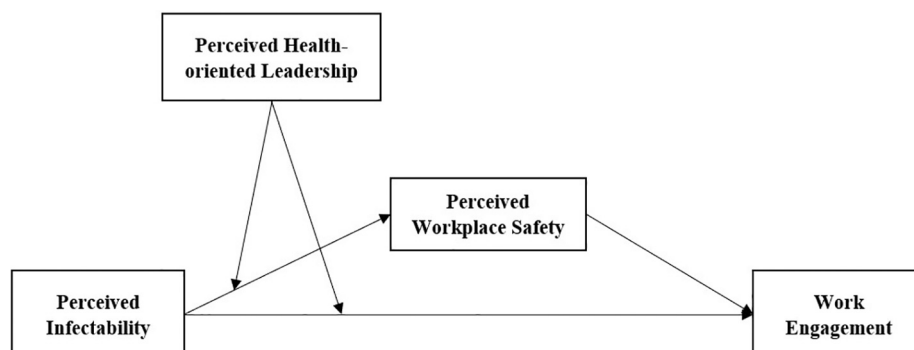 Perceived Health-
oriented Leadership
Perceived
Workplace Safety
Perceived
Infectability
Work
Engagement